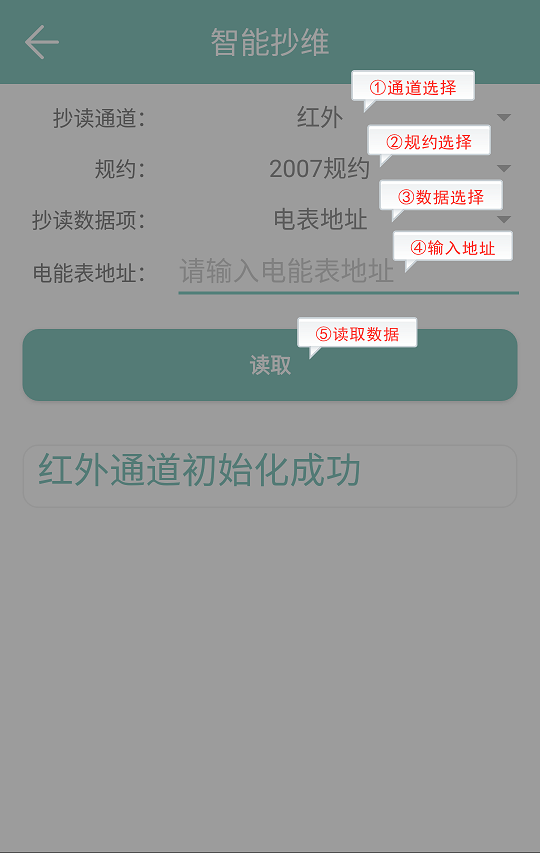 智能抄维
①通道选择
抄读通道： 红外
②规约选择
规约： 2007规约
③数据选择
抄读数据项： 电表地址
④输入地址
电能表地址： 请输入电能表地址
⑤读取数据
读取
红外通道初始化成功